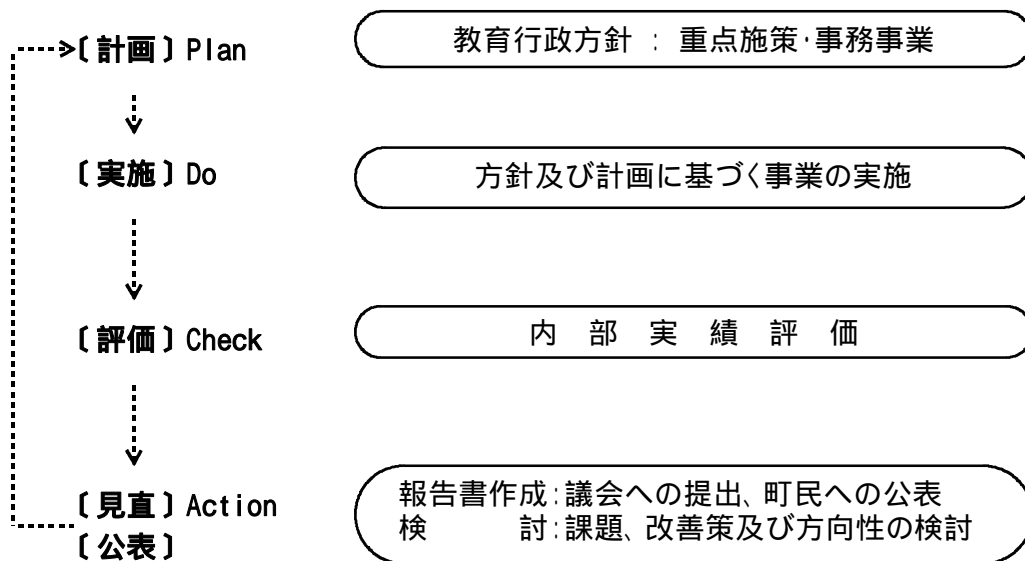 〔計画〕Plan
教育行政方針 : 重点施策･事務事業
〔実施〕Do
方針及び計画に基づく事業の実施
〔評価〕Check
内 部 実 績 評 価
〔見直〕Action
〔公表〕
報告書作成:議会への提出、町民への公表
検　　　討:課題、改善策及び方向性の検討